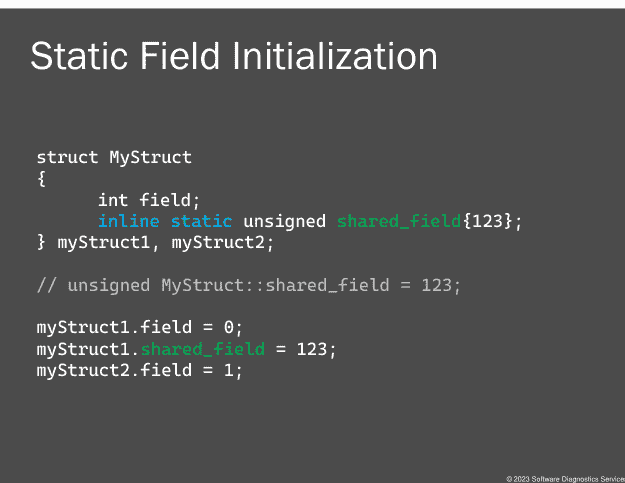 Static Field Initialization
struct MyStruct
{
int field;
inline static unsigned shared_field{123};
} myStruct1, myStruct2;
// unsigned MyStruct::shared_field = 123;
myStruct1.field = 0;
myStruct1.shared_field = 123;
myStruct2.field = 1;
© 2023 Software Diagnostics Service